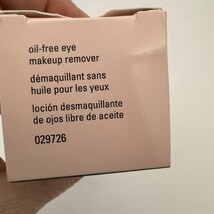 oil-free eye
makeup remover
démaquillant sans
huile pour les yeux
loción desmaquillante
de ojos libre de aceite
029726